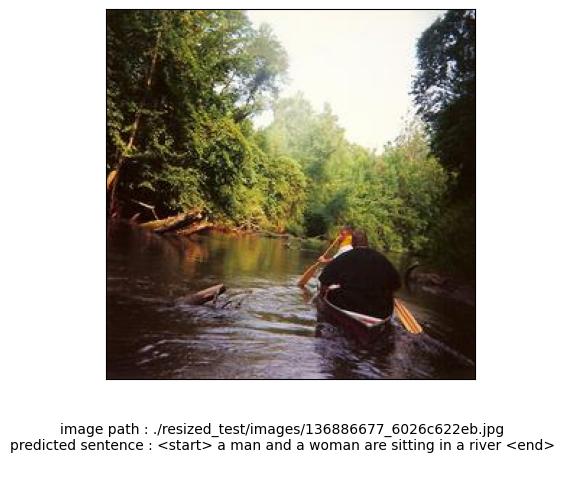 image path : ./resized_test/images/136886677_6026c622eb.jpg
predicted sentence : <start> a man and a woman are sitting in a river <end>